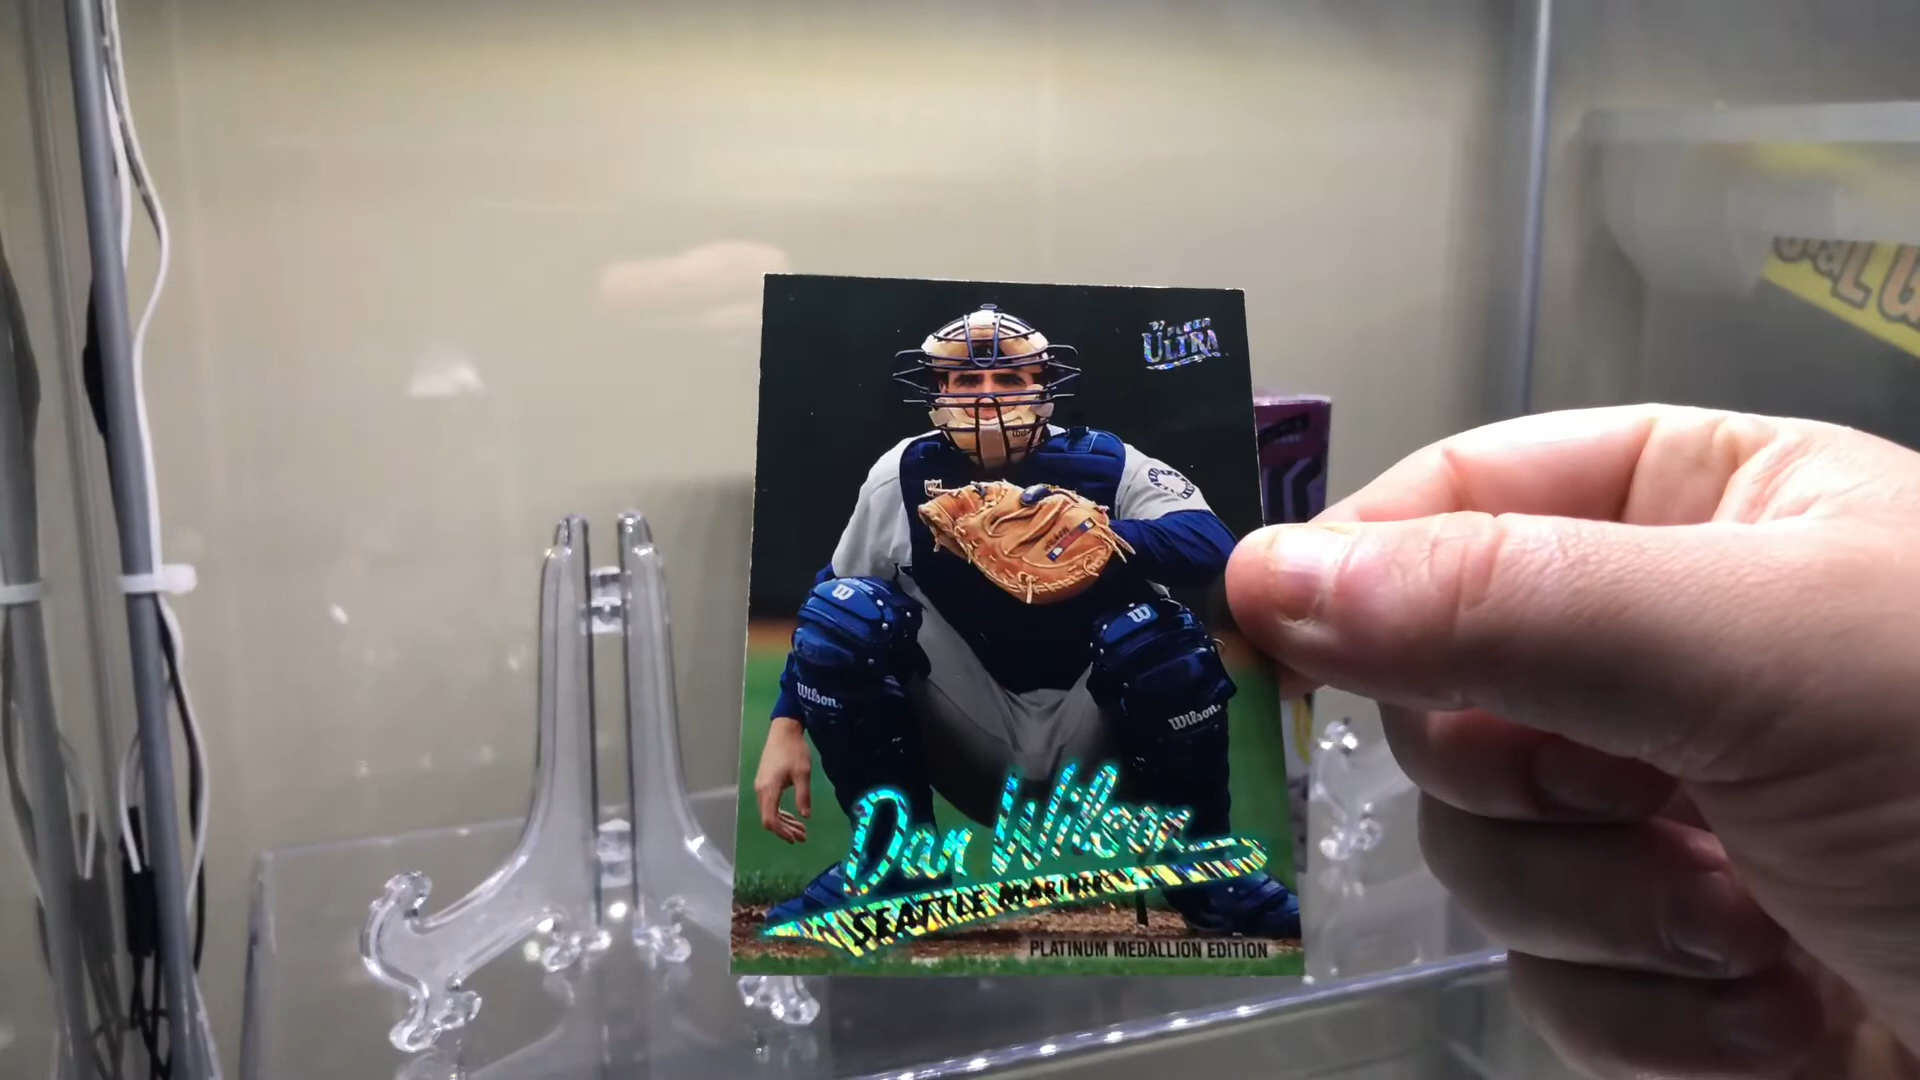 '97 FLEER
ULTRA
W
W
Wilson.
Wilson.
Dan Wilson
SEATTLE MARINERS
PLATINUM MEDALLION EDITION